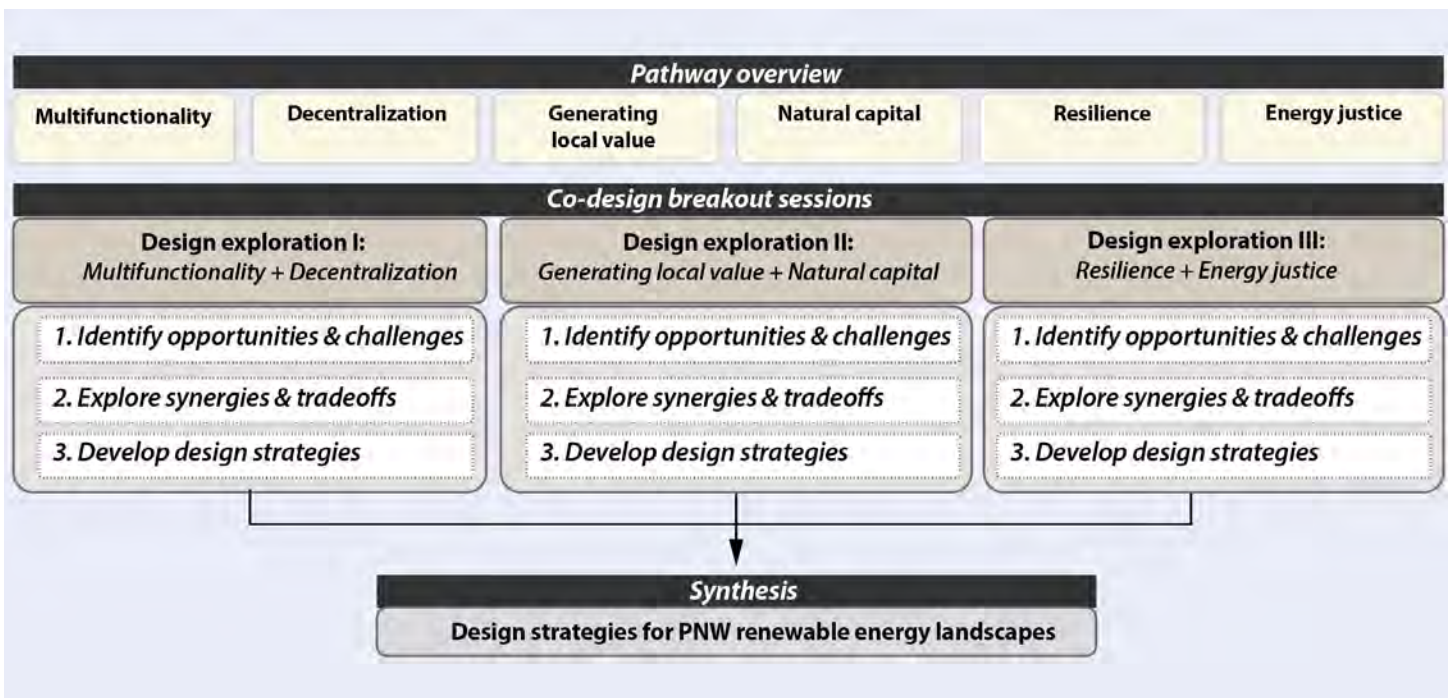 Pathway overview
Multifunctionality
Decentralization
Generating
local value
Natural capital
Resilience
Energy justice
Co-design breakout sessions
Design exploration I:
Multifunctionality + Decentralization
1. Identify opportunities & challenges
2. Explore synergies & tradeoffs
3. Develop design strategies
Design exploration II:
Generating local value + Natural capital
1. Identify opportunities & challenges
2. Explore synergies & tradeoffs
3. Develop design strategies
Design exploration III:
Resilience + Energy justice
1. Identify opportunities & challenges
2. Explore synergies & tradeoffs
3. Develop design strategies
Synthesis
Design strategies for PNW renewable energy landscapes